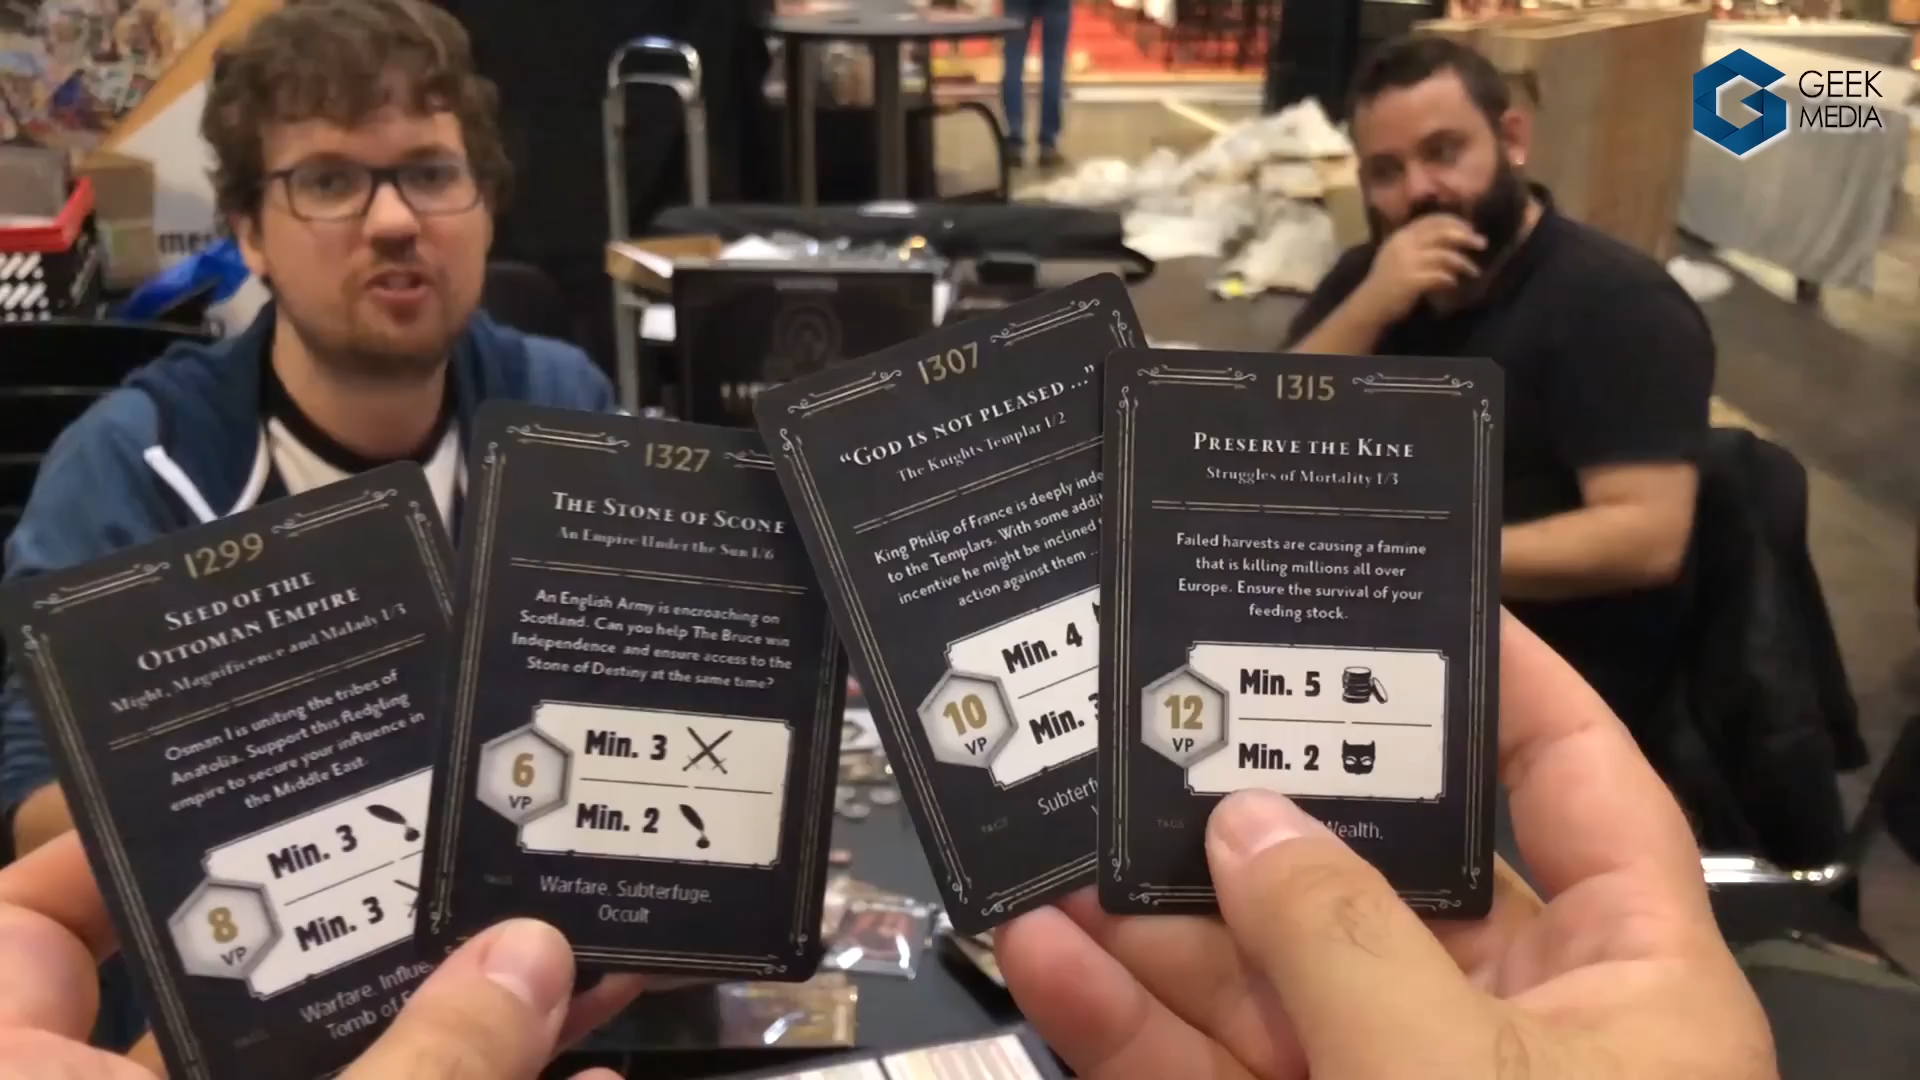 GEEK
MEDIA
1299
SEED OF THE
OTTOMAN EMPIRE
Might, Magnificence and Malady 1/3
Osman I is uniting the tribes of
Anatolia. Support this fledgling
empire to secure your influence in
the Middle East.
Min. 3
8
VP
Min. 3
Warfare, Influe
Tomb of
1327
THE STONE OF SCONE
An Empire Under the Sun 1/6
An English Army is encroaching on
Scotland. Can you help The Bruce win
Independence and ensure access to the
Stone of Destiny at the same time?
Min. 3
6
VP
Min. 2
TAGS
Warfare, Subterfuge,
Occult
1307
“GOD IS NOT PLEASED ...”
The Knights Templar 1/2
King Philip of France is deeply inde
to the Templars. With some addit
incentive he might be inclined
action against them ...
Min. 4
10
VP
Min. 3
TAGS
Subterf
1315
PRESERVE THE KINE
Struggles of Mortality 1/3
Failed harvests are causing a famine
that is killing millions all over
Europe. Ensure the survival of your
feeding stock.
Min. 5
12
VP
Min. 2
TAGS
Wealth,